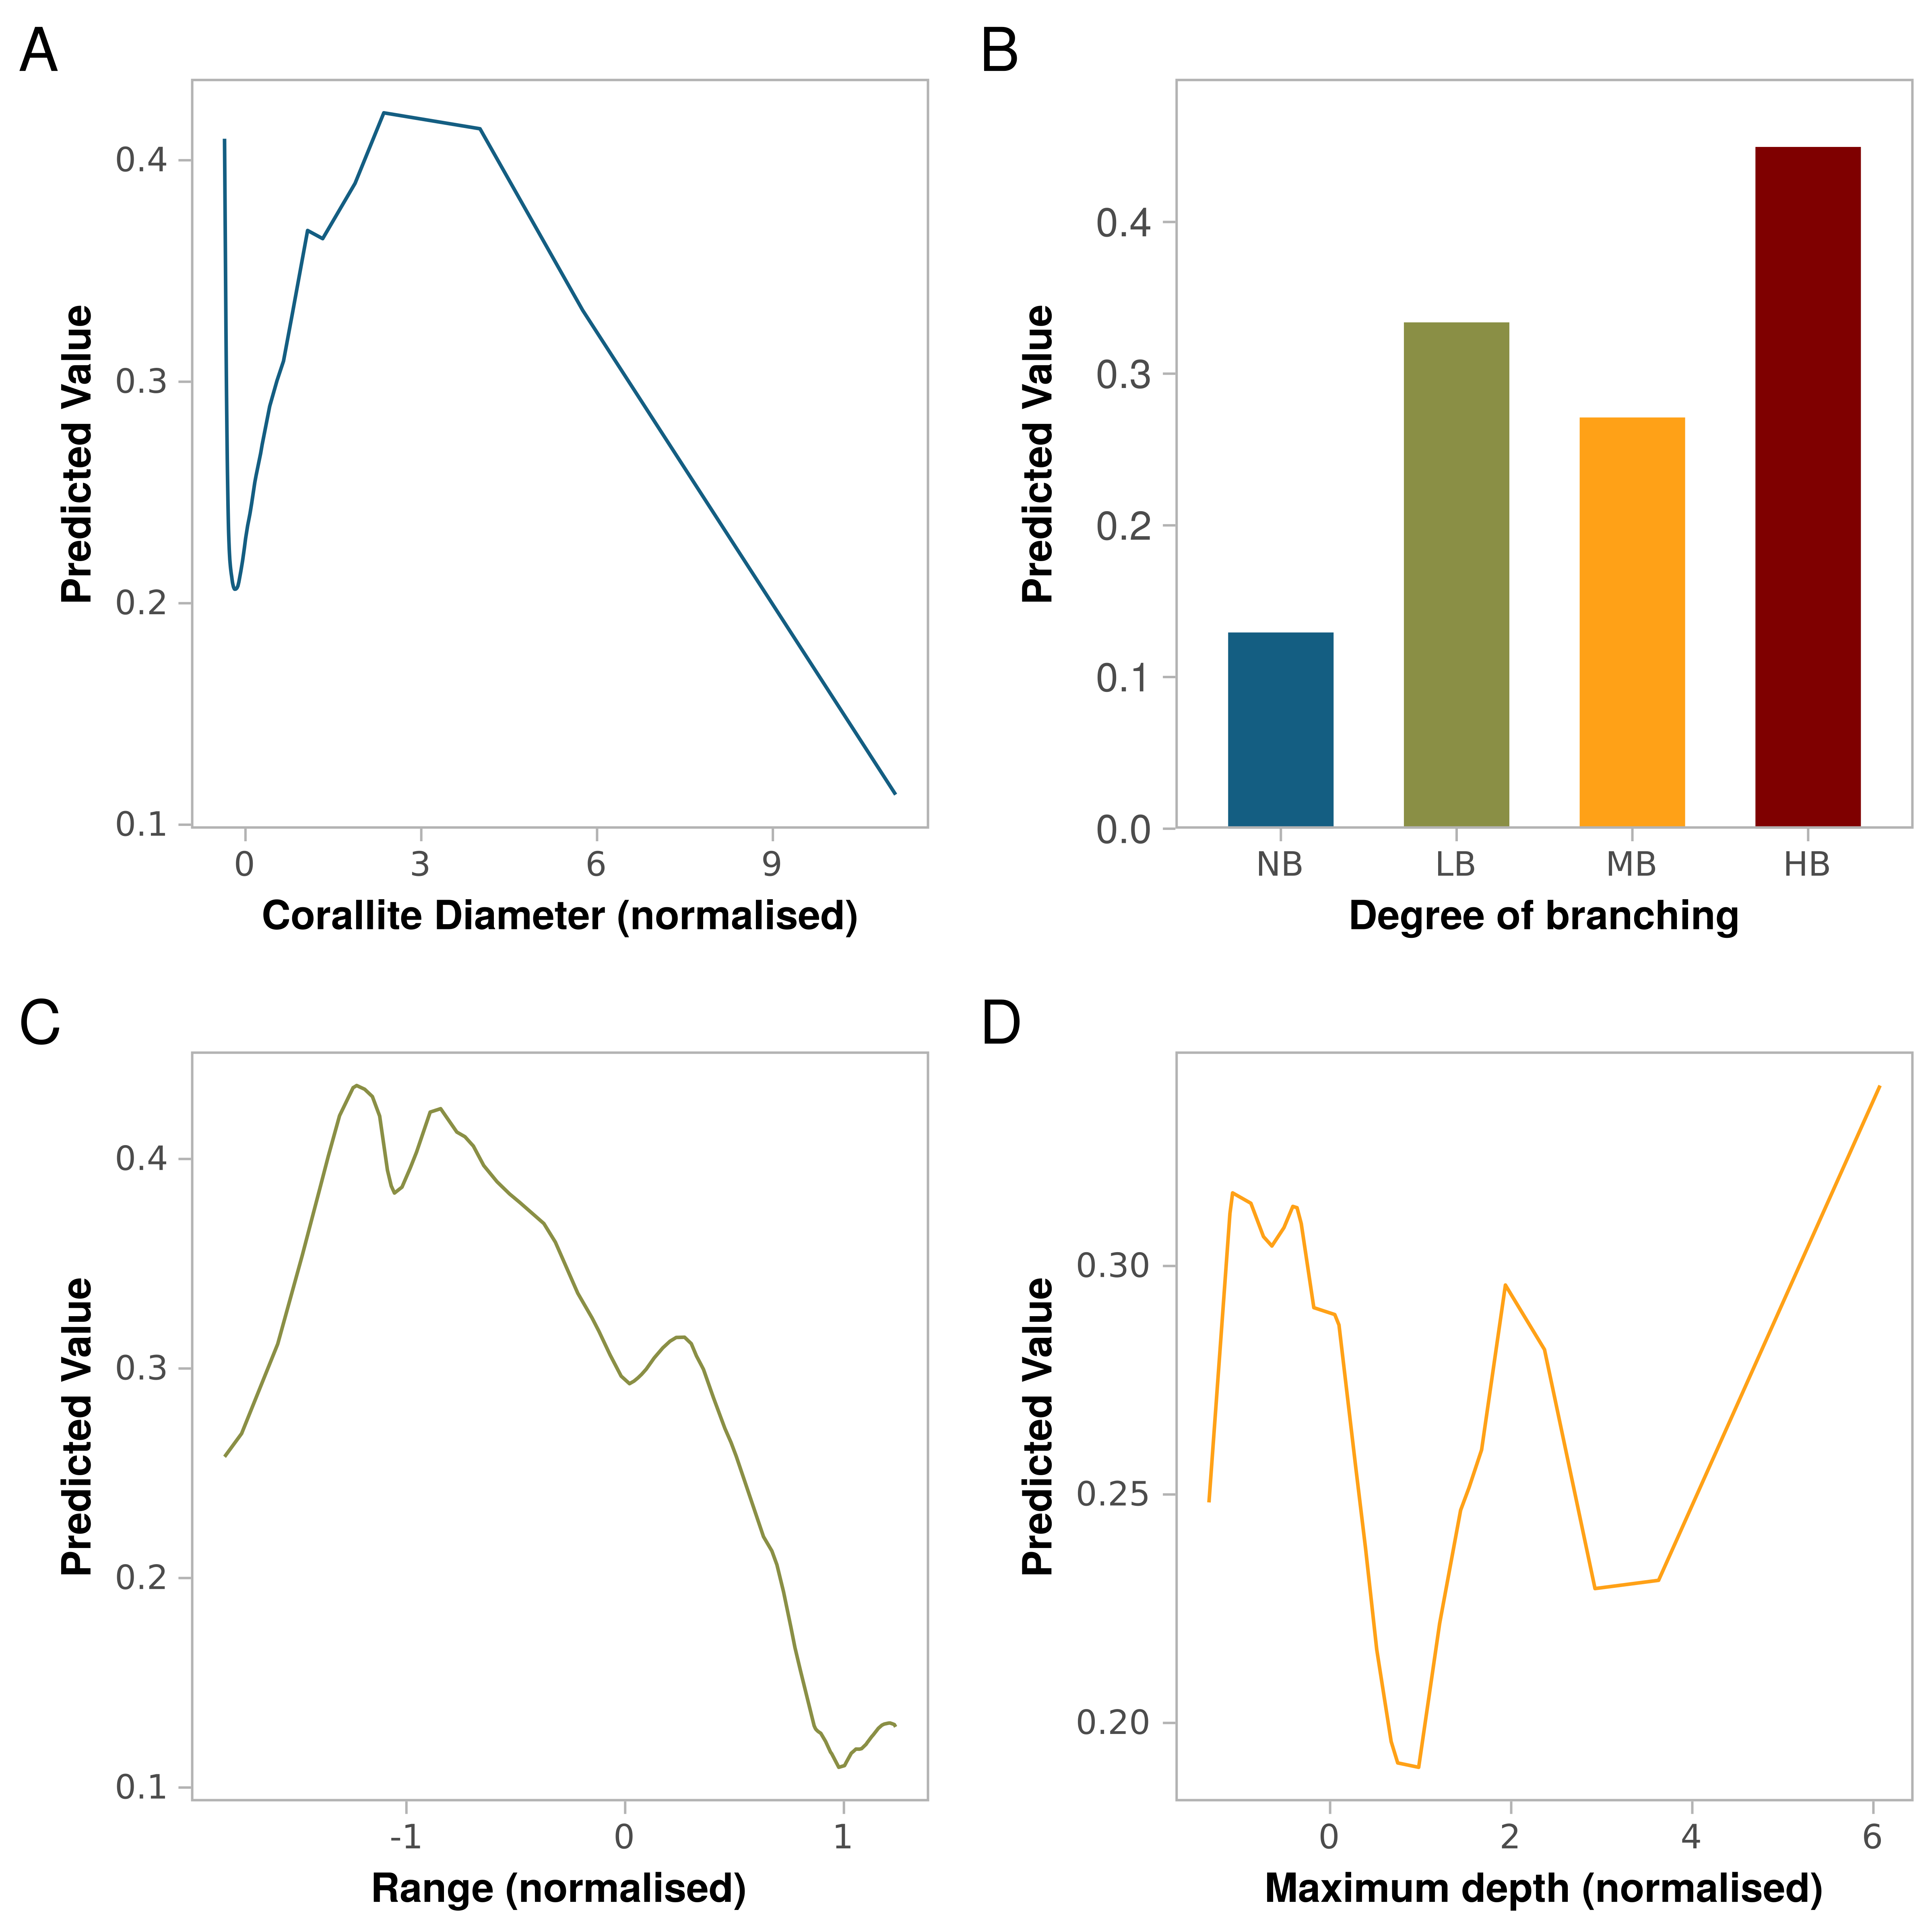 A
Predicted Value
0.4
0.3
0.2
0.1
0 3 6 9
Corallite Diameter (normalised)
B
Predicted Value
0.4
0.3
0.2
0.1
0.0
NB LB MB HB
Degree of branching
C
Predicted Value
0.4
0.3
0.2
0.1
-1 0 1
Range (normalised)
D
Predicted Value
0.30
0.25
0.20
0 2 4 6
Maximum depth (normalised)